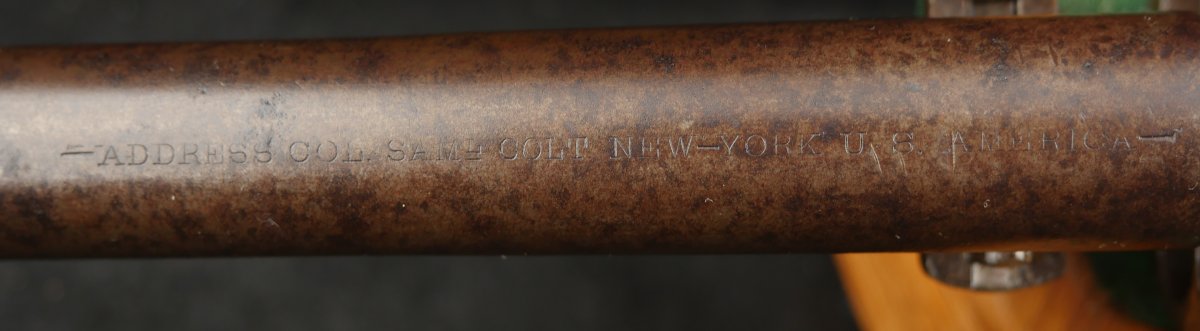 —ADDRESS COL. SAMᴸ COLT NEW–YORK U.S. AMERICA—